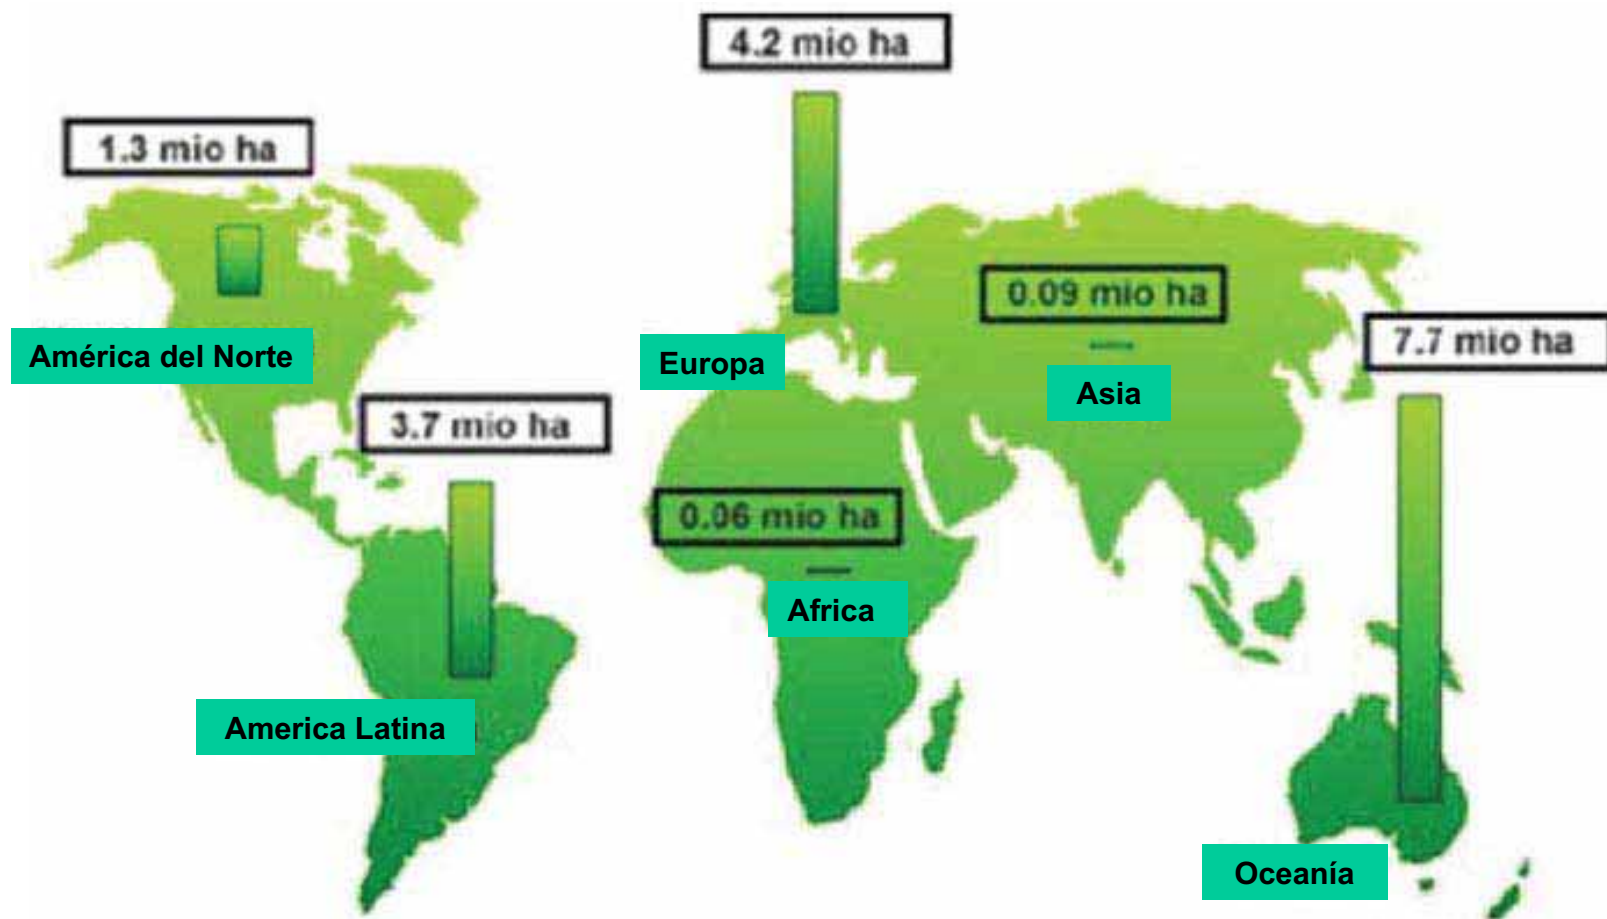 4.2 mio ha
1.3 mio ha
0.09 mio ha
7.7 mio ha
América del Norte
Europa
Asia
3.7 mio ha
0.06 mio ha
Africa
America Latina
Oceanía